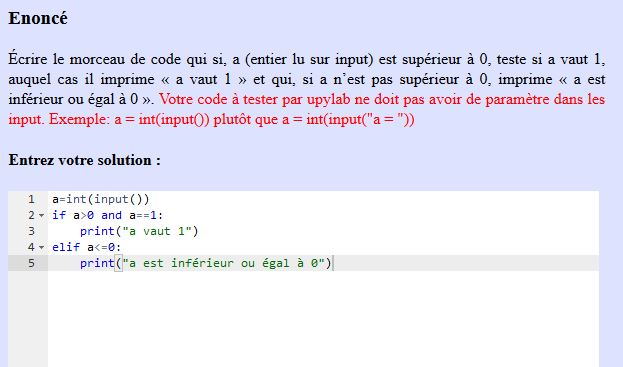 Enoncé
Écrire le morceau de code qui si, a (entier lu sur input) est supérieur à 0, teste si a vaut 1,
auquel cas il imprime « a vaut 1 » et qui, si a n’est pas supérieur à 0, imprime « a est
inférieur ou égal à 0 ». Votre code à tester par upylab ne doit pas avoir de paramètre dans les
input. Exemple: a = int(input()) plutôt que a = int(input("a = "))
Entrez votre solution :
1 a=int(input())
2 if a>0 and a==1:
3 print("a vaut 1")
4 elif a<=0:
5 print("a est inférieur ou égal à 0")